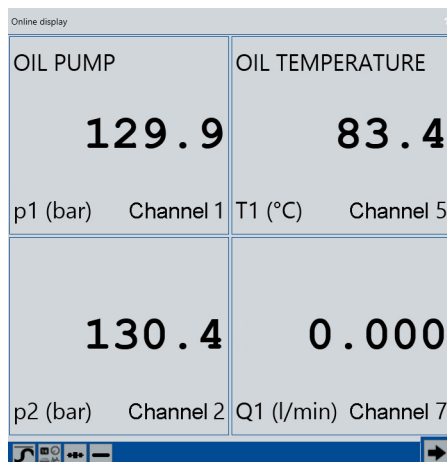 Online display
OIL PUMP
129.9
p1 (bar) Channel 1
OIL TEMPERATURE
83.4
T1 (°C) Channel 5
130.4
p2 (bar) Channel 2
0.000
Q1 (l/min) Channel 7